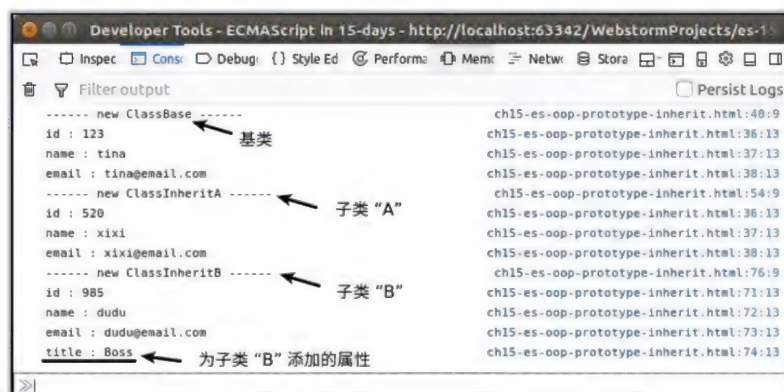 Developer Tools - ECMAScript in 15-days - http://localhost:63342/WebstormProjects/es-15
Inspec Conso Debug {} Style Ed Performa Memo Netwo Stora
Filter output Persist Logs
------ new ClassBase ------ ch15-es-oop-prototype-inherit.html:40:9
基类
id : 123 ch15-es-oop-prototype-inherit.html:36:13
name : tina ch15-es-oop-prototype-inherit.html:37:13
email : tina@email.com ch15-es-oop-prototype-inherit.html:38:13
------ new ClassInheritA ------ ch15-es-oop-prototype-inherit.html:54:9
子类 “A”
id : 520 ch15-es-oop-prototype-inherit.html:36:13
name : xixi ch15-es-oop-prototype-inherit.html:37:13
email : xixi@email.com ch15-es-oop-prototype-inherit.html:38:13
------ new ClassInheritB ------ ch15-es-oop-prototype-inherit.html:76:9
子类 “B”
id : 985 ch15-es-oop-prototype-inherit.html:71:13
name : dudu ch15-es-oop-prototype-inherit.html:72:13
email : dudu@email.com ch15-es-oop-prototype-inherit.html:73:13
title : Boss ch15-es-oop-prototype-inherit.html:74:13
为子类 “B” 添加的属性